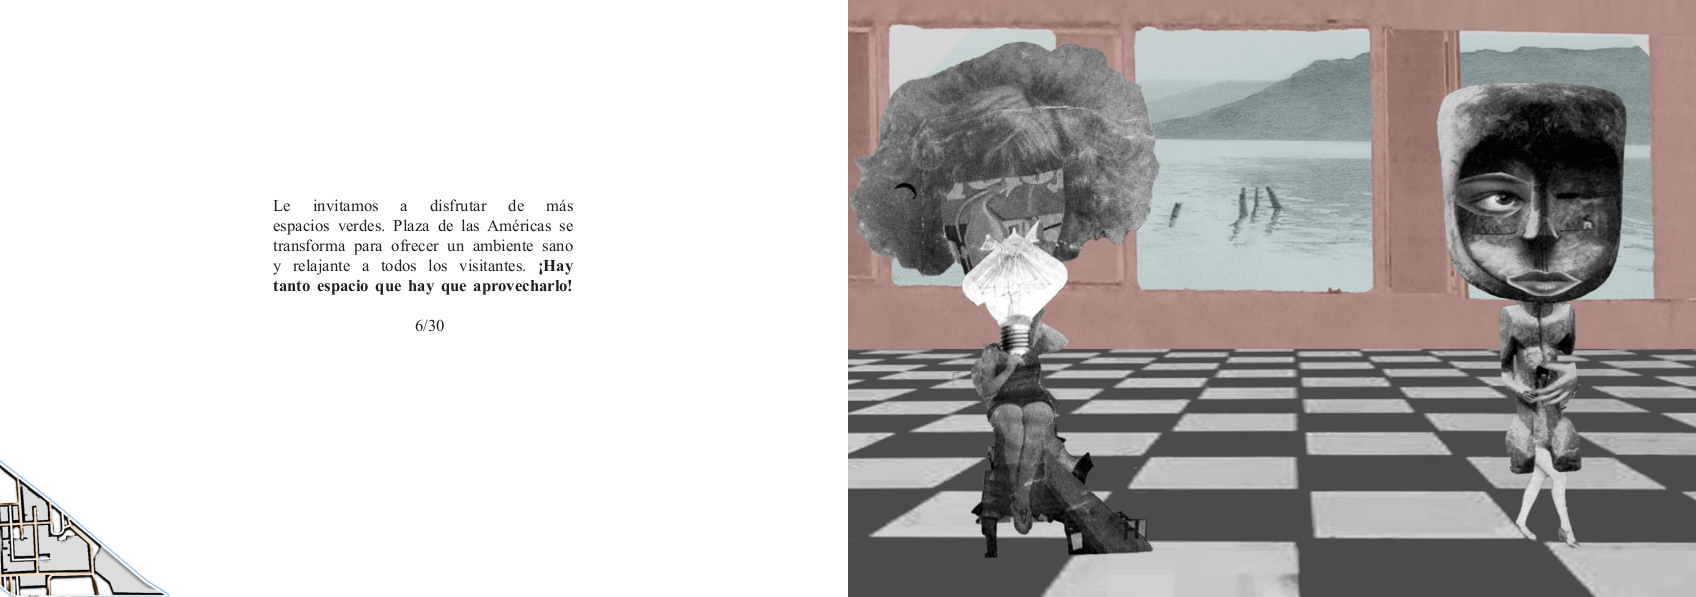 Le invitamos a disfrutar de más
espacios verdes. Plaza de las Américas se
transforma para ofrecer un ambiente sano
y relajante a todos los visitantes. ¡Hay
tanto espacio que hay que aprovecharlo!
6/30